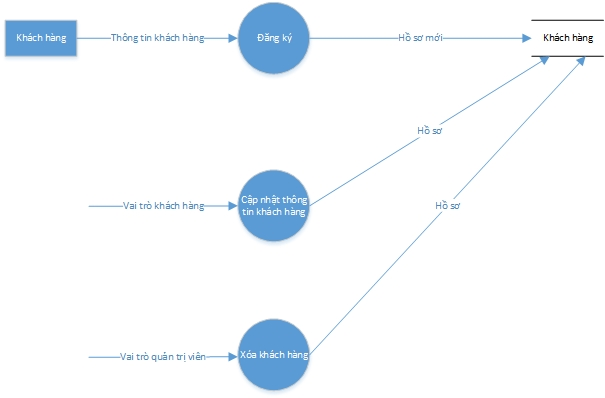 Khách hàng
Thông tin khách hàng
Đăng ký
Hồ sơ mới
Khách hàng
Hồ sơ
Vai trò khách hàng
Cập nhật thông
tin khách hàng
Hồ sơ
Vai trò quản trị viên
Xóa khách hàng